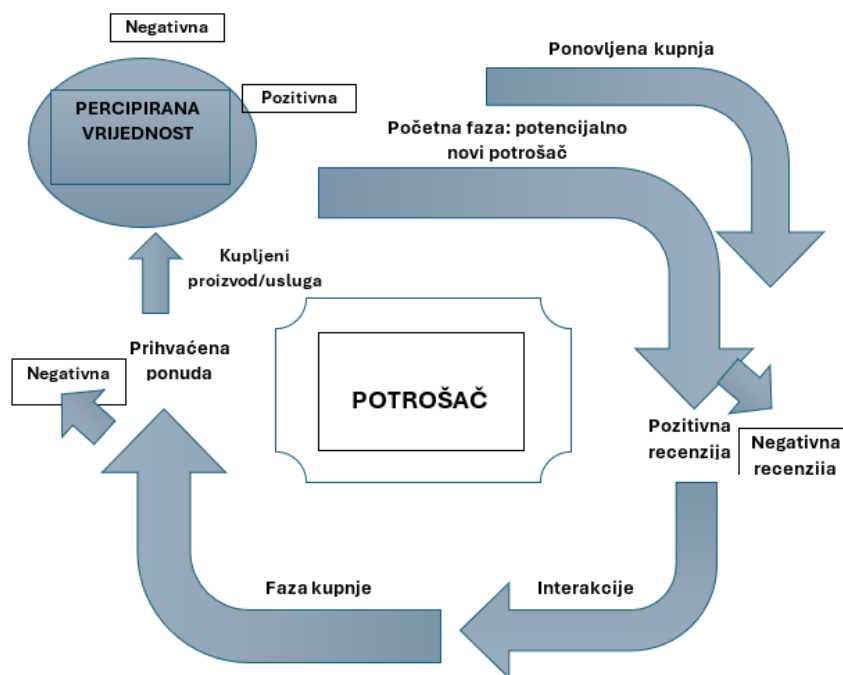 Negativna
Ponovljena kupnja
Pozitivna
PERCIPIRANA
VRIJEDNOST
Početna faza: potencijalno
novi potrošač
Kupljeni
proizvod/usluga
Prihvaćena
ponuda
Negativna
POTROŠAČ
Pozitivna
recenzija
Negativna
recenzija
Faza kupnje
Interakcije